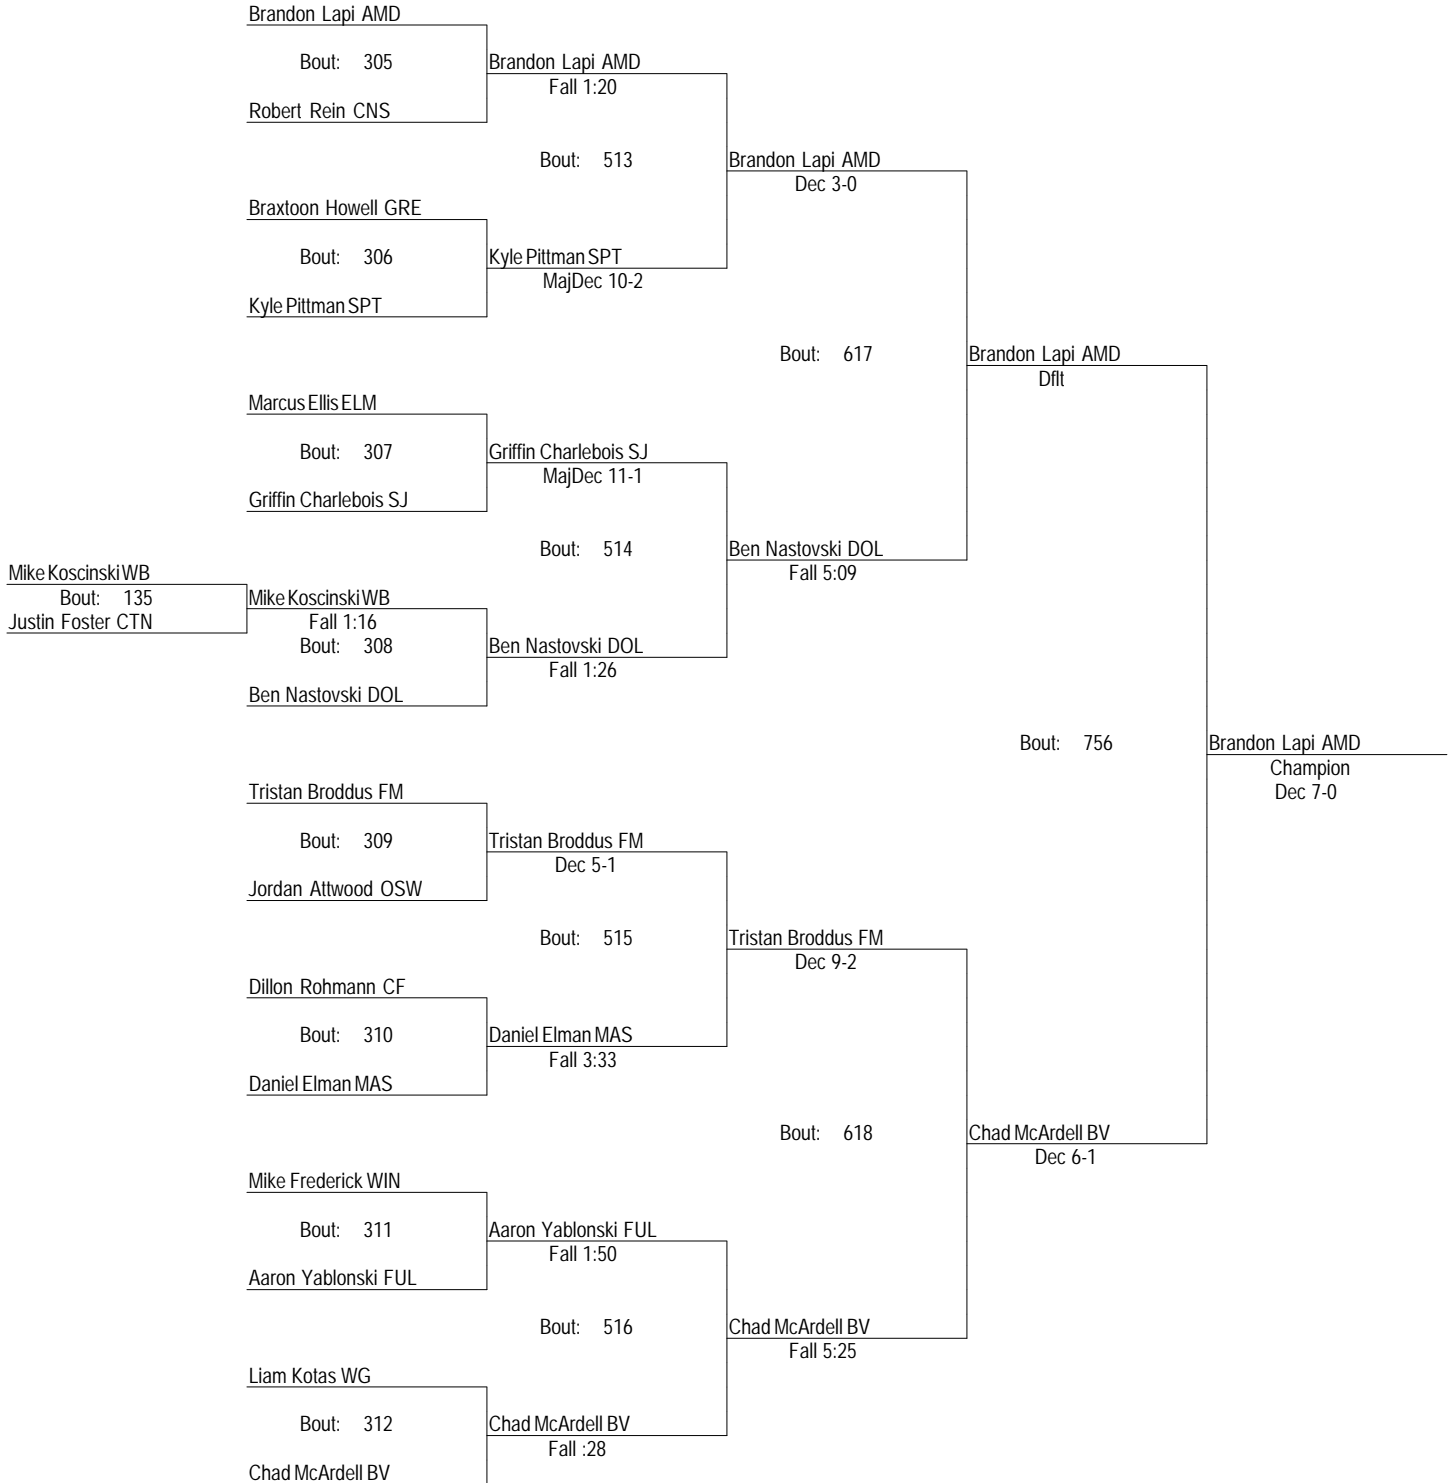 Brandon Lapi AMD
Bout: 305
Brandon Lapi AMD
Fall 1:20
Robert Rein CNS
Bout: 513
Brandon Lapi AMD
Dec 3-0
Braxtoon Howell GRE
Bout: 306
Kyle Pittman SPT
MajDec 10-2
Kyle Pittman SPT
Bout: 617
Brandon Lapi AMD
Dflt
Marcus Ellis ELM
Bout: 307
Griffin Charlebois SJ
MajDec 11-1
Griffin Charlebois SJ
Bout: 514
Ben Nastovski DOL
Fall 5:09
Mike Koscinski WB
Bout: 135
Justin Foster CTN
Mike Koscinski WB
Fall 1:16
Bout: 308
Ben Nastovski DOL
Fall 1:26
Ben Nastovski DOL
Bout: 756
Brandon Lapi AMD
Champion
Dec 7-0
Tristan Broddus FM
Bout: 309
Tristan Broddus FM
Dec 5-1
Jordan Attwood OSW
Bout: 515
Tristan Broddus FM
Dec 9-2
Dillon Rohmann CF
Bout: 310
Daniel Elman MAS
Fall 3:33
Daniel Elman MAS
Bout: 618
Chad McArdell BV
Dec 6-1
Mike Frederick WIN
Bout: 311
Aaron Yablonski FUL
Fall 1:50
Aaron Yablonski FUL
Bout: 516
Chad McArdell BV
Fall 5:25
Liam Kotas WG
Bout: 312
Chad McArdell BV
Fall :28
Chad McArdell BV